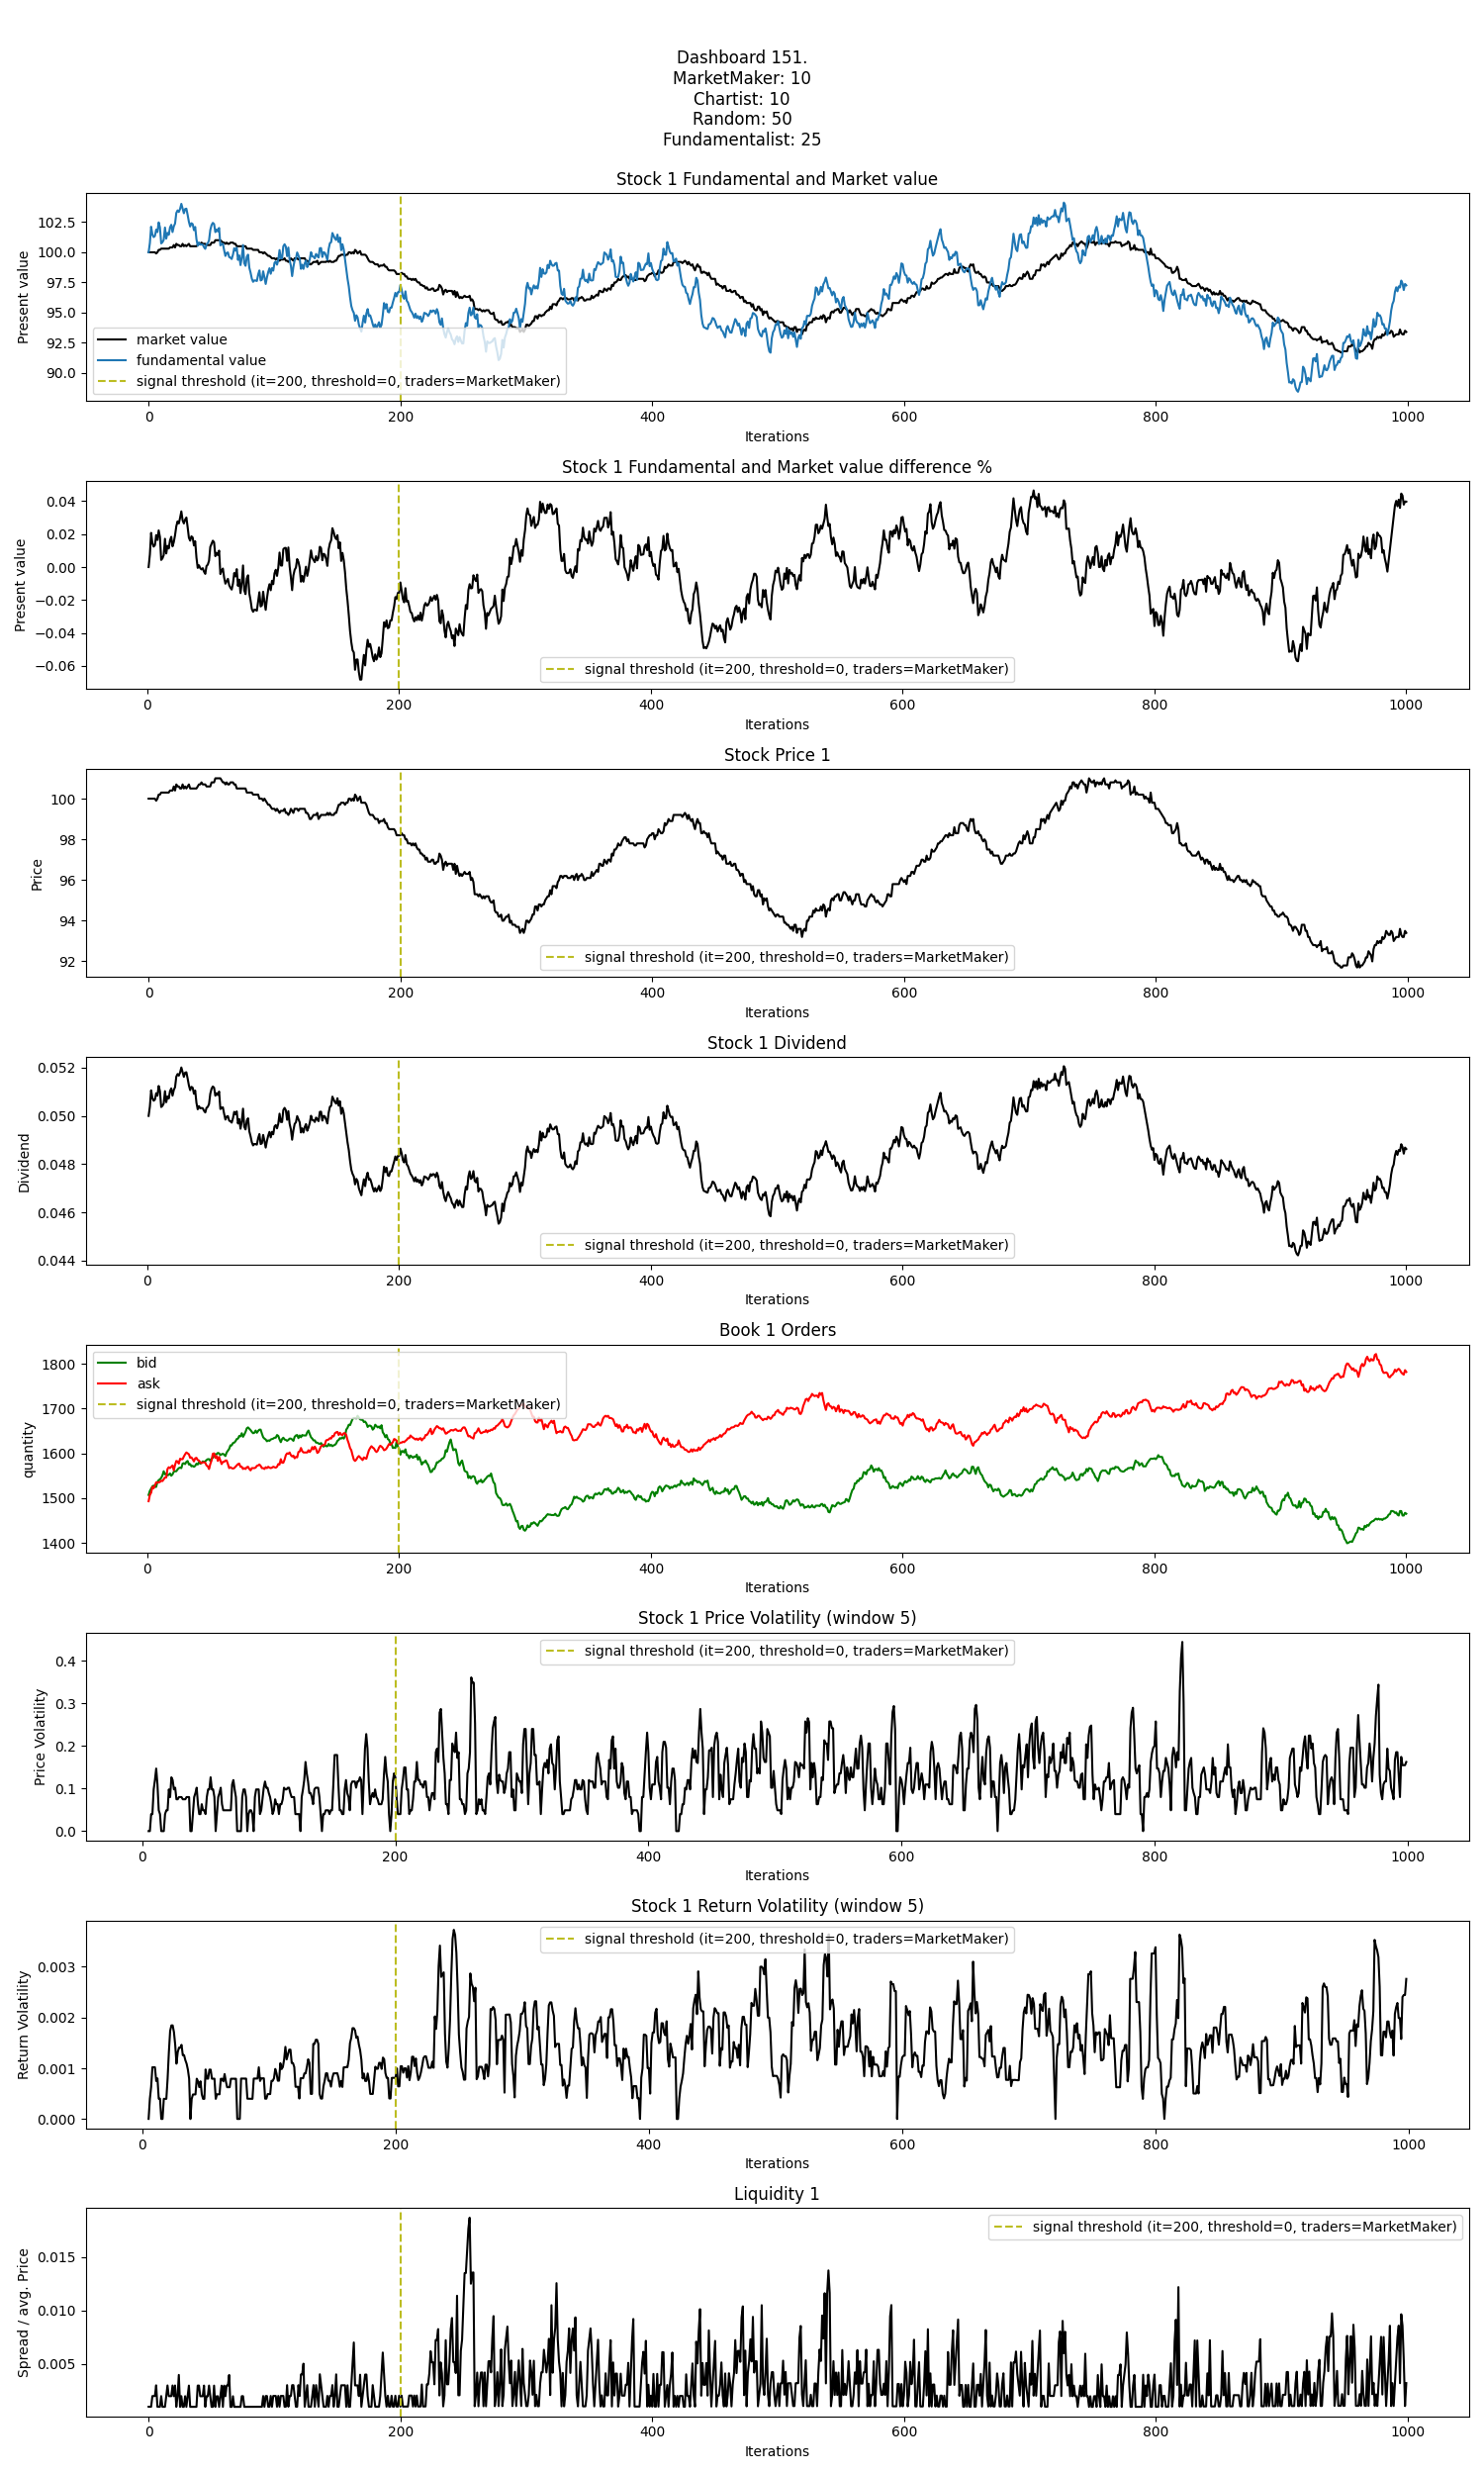 Dashboard 151.
MarketMaker: 10
Chartist: 10
Random: 50
Fundamentalist: 25
Stock 1 Fundamental and Market value
Present value
102.5
100.0
97.5
95.0
92.5
90.0
market value
fundamental value
signal threshold (it=200, threshold=0, traders=MarketMaker)
0 200 400 600 800 1000
Iterations
Stock 1 Fundamental and Market value difference %
Present value
0.04
0.02
0.00
−0.02
−0.04
−0.06
signal threshold (it=200, threshold=0, traders=MarketMaker)
0 200 400 600 800 1000
Iterations
Stock Price 1
Price
100
98
96
94
92
signal threshold (it=200, threshold=0, traders=MarketMaker)
0 200 400 600 800 1000
Iterations
Stock 1 Dividend
Dividend
0.052
0.050
0.048
0.046
0.044
signal threshold (it=200, threshold=0, traders=MarketMaker)
0 200 400 600 800 1000
Iterations
Book 1 Orders
quantity
1800
1700
1600
1500
1400
bid
ask
signal threshold (it=200, threshold=0, traders=MarketMaker)
0 200 400 600 800 1000
Iterations
Stock 1 Price Volatility (window 5)
Price Volatility
0.4
0.3
0.2
0.1
0.0
signal threshold (it=200, threshold=0, traders=MarketMaker)
0 200 400 600 800 1000
Iterations
Stock 1 Return Volatility (window 5)
Return Volatility
0.003
0.002
0.001
0.000
signal threshold (it=200, threshold=0, traders=MarketMaker)
0 200 400 600 800 1000
Iterations
Liquidity 1
Spread / avg. Price
0.015
0.010
0.005
signal threshold (it=200, threshold=0, traders=MarketMaker)
0 200 400 600 800 1000
Iterations